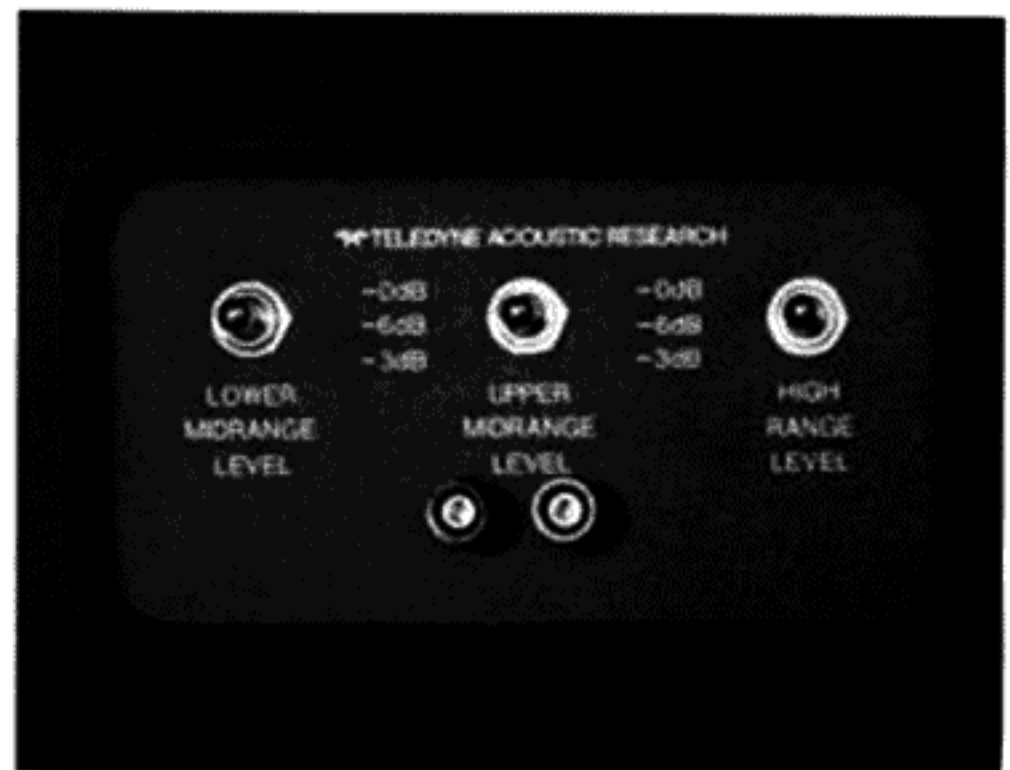 TELEDYNE ACOUSTIC RESEARCH
-0dB
-6dB
-3dB
-0dB
-6dB
-3dB
LOWER
MIDRANGE
LEVEL
UPPER
MIDRANGE
LEVEL
HIGH
RANGE
LEVEL